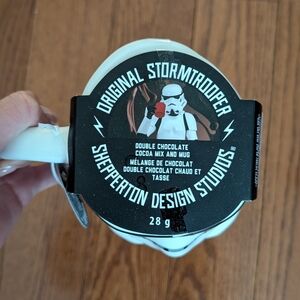 ORIGINAL STORMTROOPER
DOUBLE CHOCOLATE
COCOA MIX AND MUG
MÉLANGE DE CHOCOLAT
DOUBLE CHOCOLAT CHAUD ET
TASSE
SHEPPERTON DESIGN STUDIOS
28 g